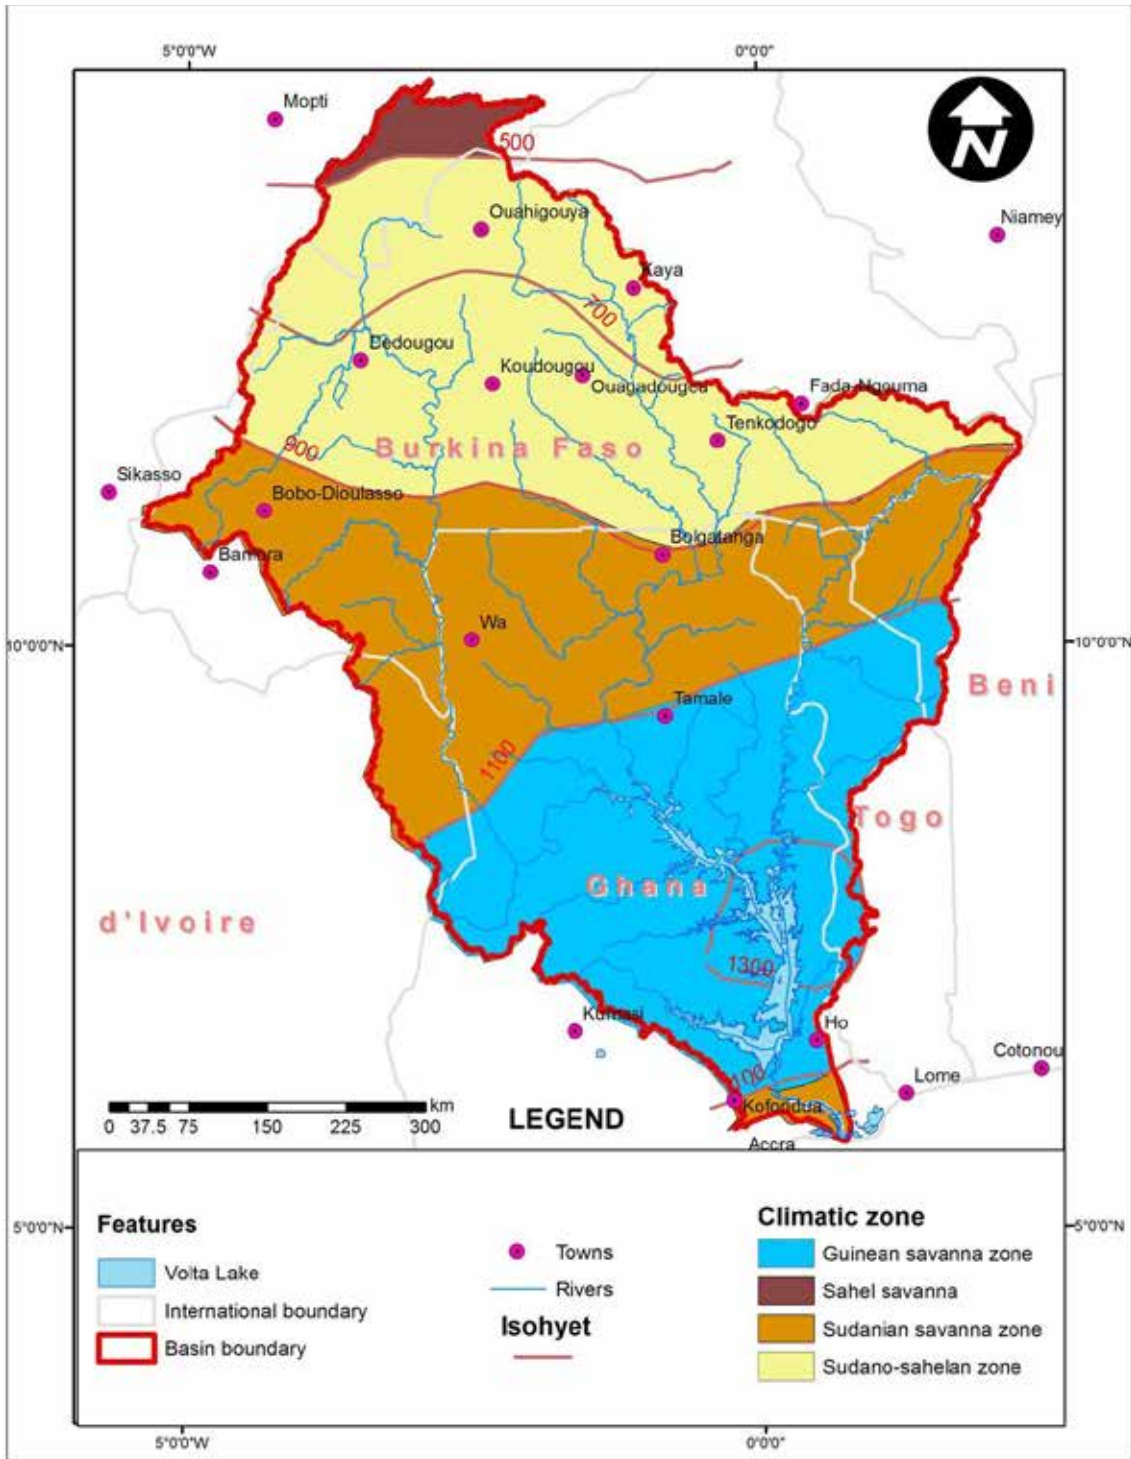 5°0'0"W 0°0'0"
Mopti
N
500
Niamey
Ouahigouya
Kaya
700
Dedougou
Koudougou
Ouagadougou
Fada-Ngouma
Tenkodogo
900
Burkina Faso
Sikasso
Bobo-Dioulasso
Bolgatanga
Banfora
Wa
10°0'0"N 10°0'0"N
Beni
Tamale
1100
Togo
Ghana
d'Ivoire
1300
Kumasi
Ho
Cotonou
Lome
100
Kofondua
km
0 37.5 75 150 225 300
LEGEND
Accra
Features
Volta Lake
International boundary
Basin boundary
Towns
Rivers
Isohyet
Climatic zone
Guinean savanna zone
Sahel savanna
Sudanian savanna zone
Sudano-sahelan zone
5°0'0"N 5°0'0"N
5°0'0"W 0°0'0"